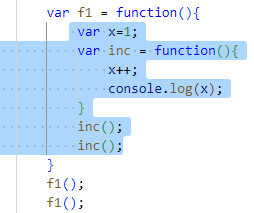 var f1 = function(){
    var x=1;
    var inc = function(){
        x++;
        console.log(x);
    }
    inc();
    inc();
}
f1();
f1();